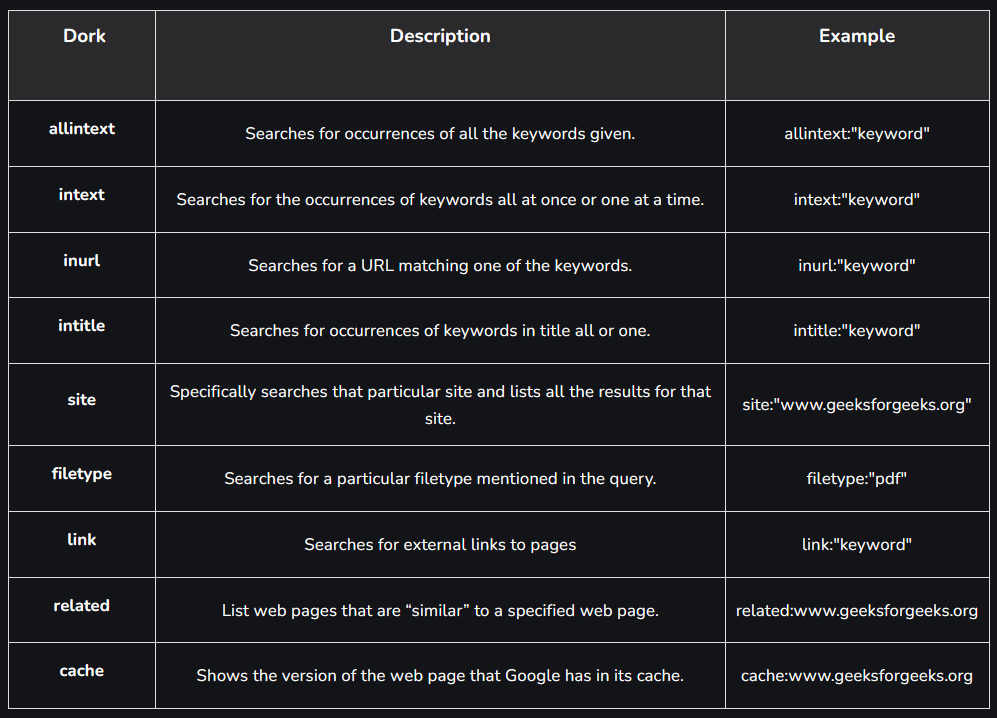 Dork Description Example
allintext Searches for occurrences of all the keywords given. allintext:"keyword"
intext Searches for the occurrences of keywords all at once or one at a time. intext:"keyword"
inurl Searches for a URL matching one of the keywords. inurl:"keyword"
intitle Searches for occurrences of keywords in title all or one. intitle:"keyword"
site Specifically searches that particular site and lists all the results for that
site. site:"www.geeksforgeeks.org"
filetype Searches for a particular filetype mentioned in the query. filetype:"pdf"
link Searches for external links to pages link:"keyword"
related List web pages that are “similar” to a specified web page. related:www.geeksforgeeks.org
cache Shows the version of the web page that Google has in its cache. cache:www.geeksforgeeks.org